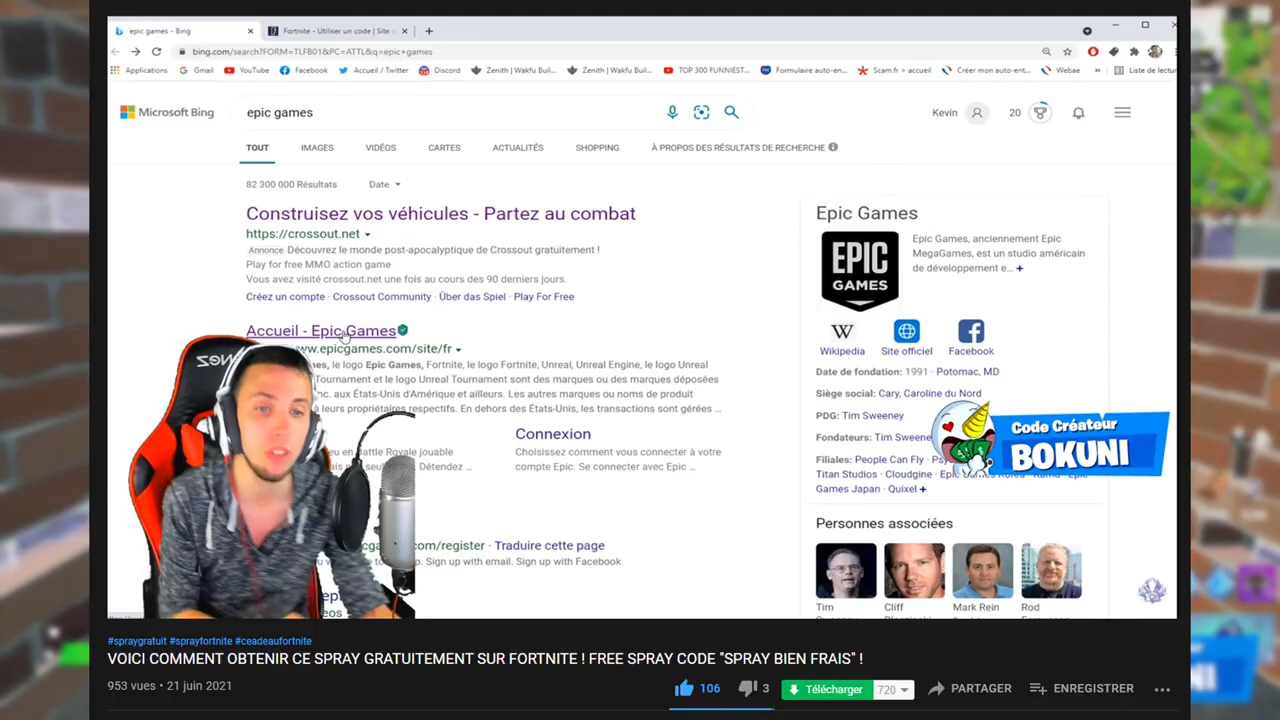 epic games - Bing
Fortnite - Utiliser un code | Site
bing.com/search?FORM=TLFB01&PC=ATTL&q=epic+games
Applications Gmail YouTube Facebook Accueil / Twitter Discord Zenith | Wakfu Buil... Zenith | Wakfu Buil... TOP 300 FUNNIEST... Formulaire auto-en... Scam.fr » accueil Créer mon auto-ent... Webae » Liste de lectur
Microsoft Bing
epic games
Kevin 20
TOUT IMAGES VIDÉOS CARTES ACTUALITÉS SHOPPING À PROPOS DES RÉSULTATS DE RECHERCHE
82 300 000 Résultats Date
Construisez vos véhicules - Partez au combat
https://crossout.net
Annonce Découvrez le monde post-apocalyptique de Crossout gratuitement !
Play for free MMO action game
Vous avez visité crossout.net une fois au cours des 90 derniers jours.
Créez un compte · Crossout Community · Über das Spiel · Play For Free
Accueil - Epic Games
ww.epicgames.com/site/fr
mes, le logo Epic Games, Fortnite, le logo Fortnite, Unreal, Unreal Engine, le logo Unreal
Tournament et le logo Unreal Tournament sont des marques ou des marques déposées
nc. aux États-Unis d'Amérique et ailleurs. Les autres marques ou noms de produit
à leurs propriétaires respectifs. En dehors des États-Unis, les transactions sont gérées ...
Connexion
eu en Battle Royale jouable
Détendez ...
Choisissez comment vous connecter à votre
compte Epic. Se connecter avec Epic ...
com/register · Traduire cette page
Sign up with email. Sign up with Facebook
Epic Games
EPIC
GAMES
Epic Games, anciennement Epic
MegaGames, est un studio américain
de développement e... +
W
Wikipedia Site officiel Facebook
Date de fondation: 1991 · Potomac, MD
Siège social: Cary, Caroline du Nord
PDG: Tim Sweeney
Fondateurs: Tim Sweene
Filiales: People Can Fly · Psy
Titan Studios · Cloudgine · Epic
Games Japan · Quixel +
Code Créateur
BOKUNI
Personnes associées
Tim
Cliff
Mark Rein
Rod
#spraygratuit #sprayfortnite #ceadeaufortnite
VOICI COMMENT OBTENIR CE SPRAY GRATUITEMENT SUR FORTNITE ! FREE SPRAY CODE "SPRAY BIEN FRAIS" !
953 vues • 21 juin 2021
106 3 Télécharger 720 PARTAGER ENREGISTRER